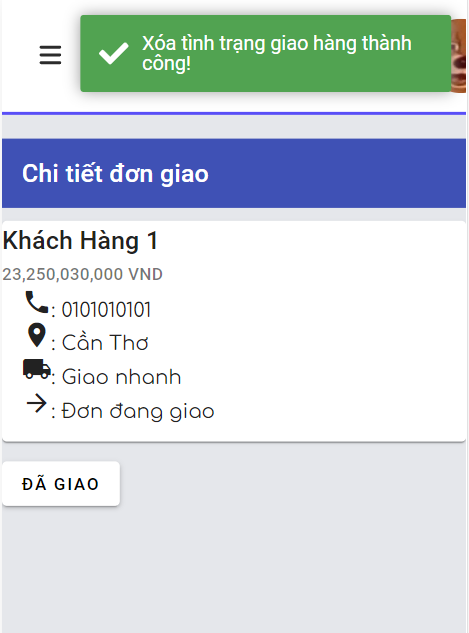 Xóa tình trạng giao hàng thành
công!
Chi tiết đơn giao
Khách Hàng 1
23,250,030,000 VND
: 0101010101
: Cần Thơ
: Giao nhanh
: Đơn đang giao
ĐÃ GIAO